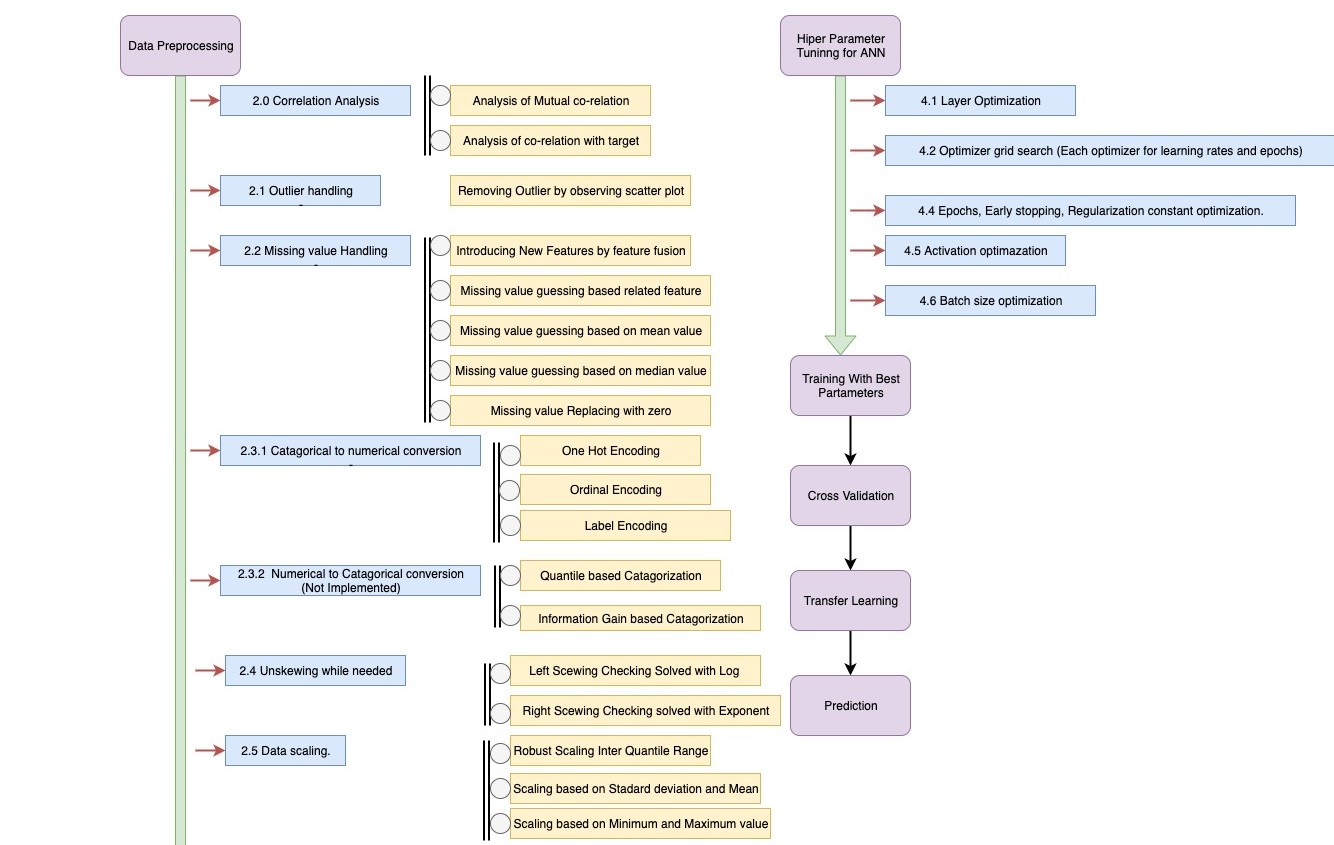 Data Preprocessing
2.0 Correlation Analysis
Analysis of Mutual co-relation
Analysis of co-relation with target
2.1 Outlier handling
Removing Outlier by observing scatter plot
2.2 Missing value Handling
Introducing New Features by feature fusion
Missing value guessing based related feature
Missing value guessing based on mean value
Missing value guessing based on median value
Missing value Replacing with zero
2.3.1 Catagorical to numerical conversion
One Hot Encoding
Ordinal Encoding
Label Encoding
2.3.2 Numerical to Catagorical conversion
(Not Implemented)
Quantile based Catagorization
Information Gain based Catagorization
2.4 Unskewing while needed
Left Scewing Checking Solved with Log
Right Scewing Checking solved with Exponent
2.5 Data scaling.
Robust Scaling Inter Quantile Range
Scaling based on Stadard deviation and Mean
Scaling based on Minimum and Maximum value
Hiper Parameter
Tuninng for ANN
4.1 Layer Optimization
4.2 Optimizer grid search (Each optimizer for learning rates and epochs)
4.4 Epochs, Early stopping, Regularization constant optimization.
4.5 Activation optimazation
4.6 Batch size optimization
Training With Best
Partameters
Cross Validation
Transfer Learning
Prediction